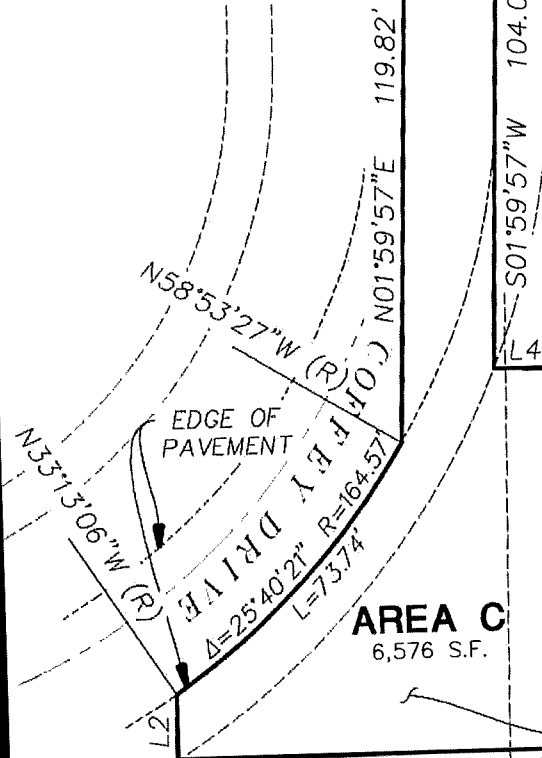 119.82'
N01°59'57"E
104.0
S01°59'57"W
N58°53'27"W (R)
L4
COFFEY DRIVE
EDGE OF
PAVEMENT
N33°13'06"W (R)
Δ=25°40'21" R=164.57'
L=73.74'
AREA C
6,576 S.F.
L2